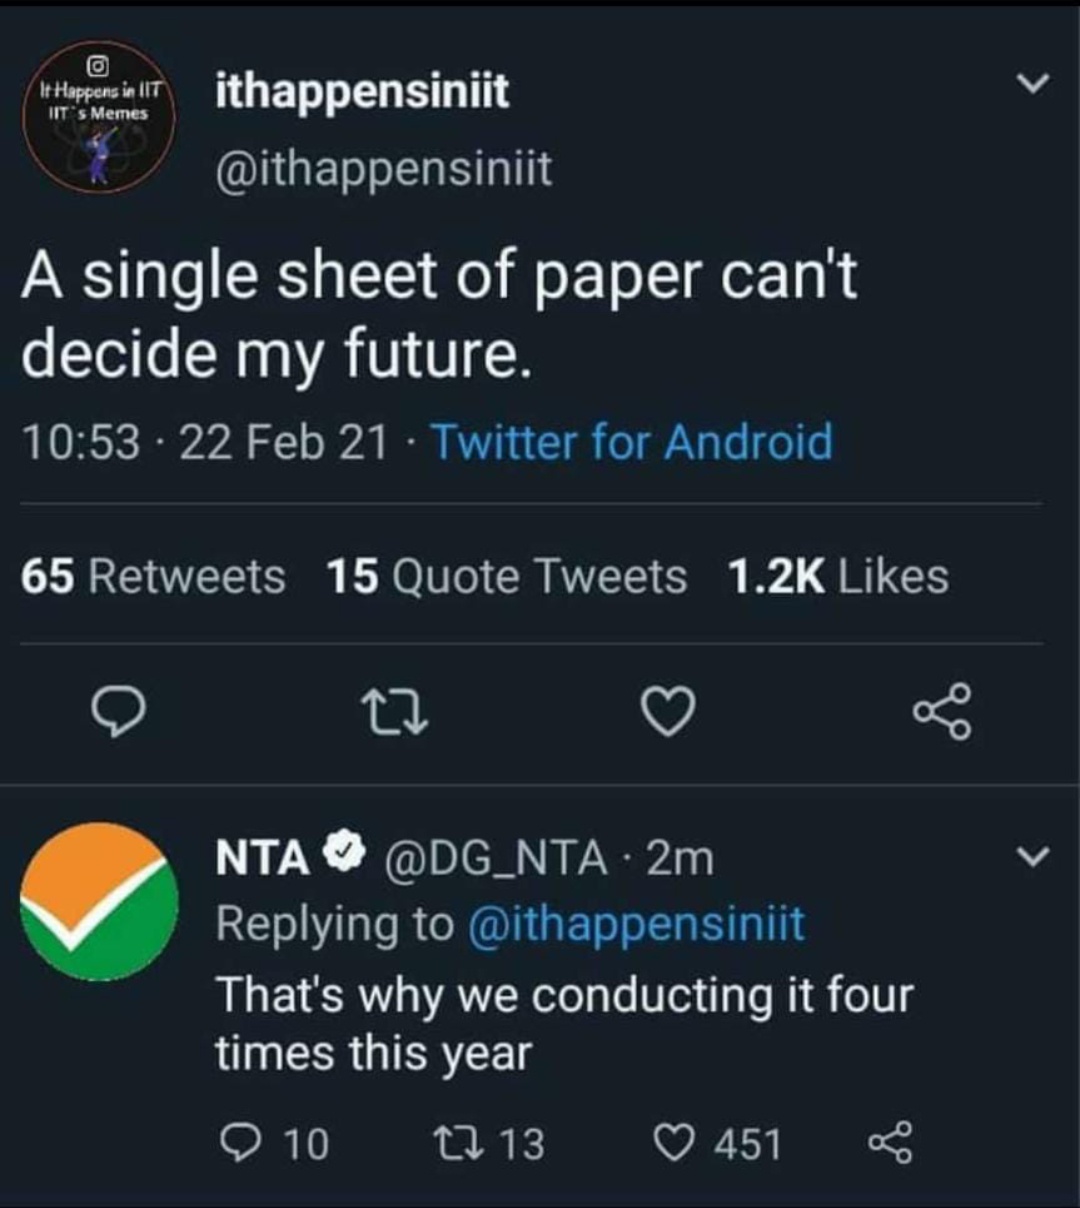 It Happens in IIT
IIT's Memes
ithappensiniit
@ithappensiniit
A single sheet of paper can't
decide my future.
10:53 · 22 Feb 21 · Twitter for Android
65 Retweets 15 Quote Tweets 1.2K Likes
NTA @DG_NTA · 2m
Replying to @ithappensiniit
That's why we conducting it four
times this year
10 13 451